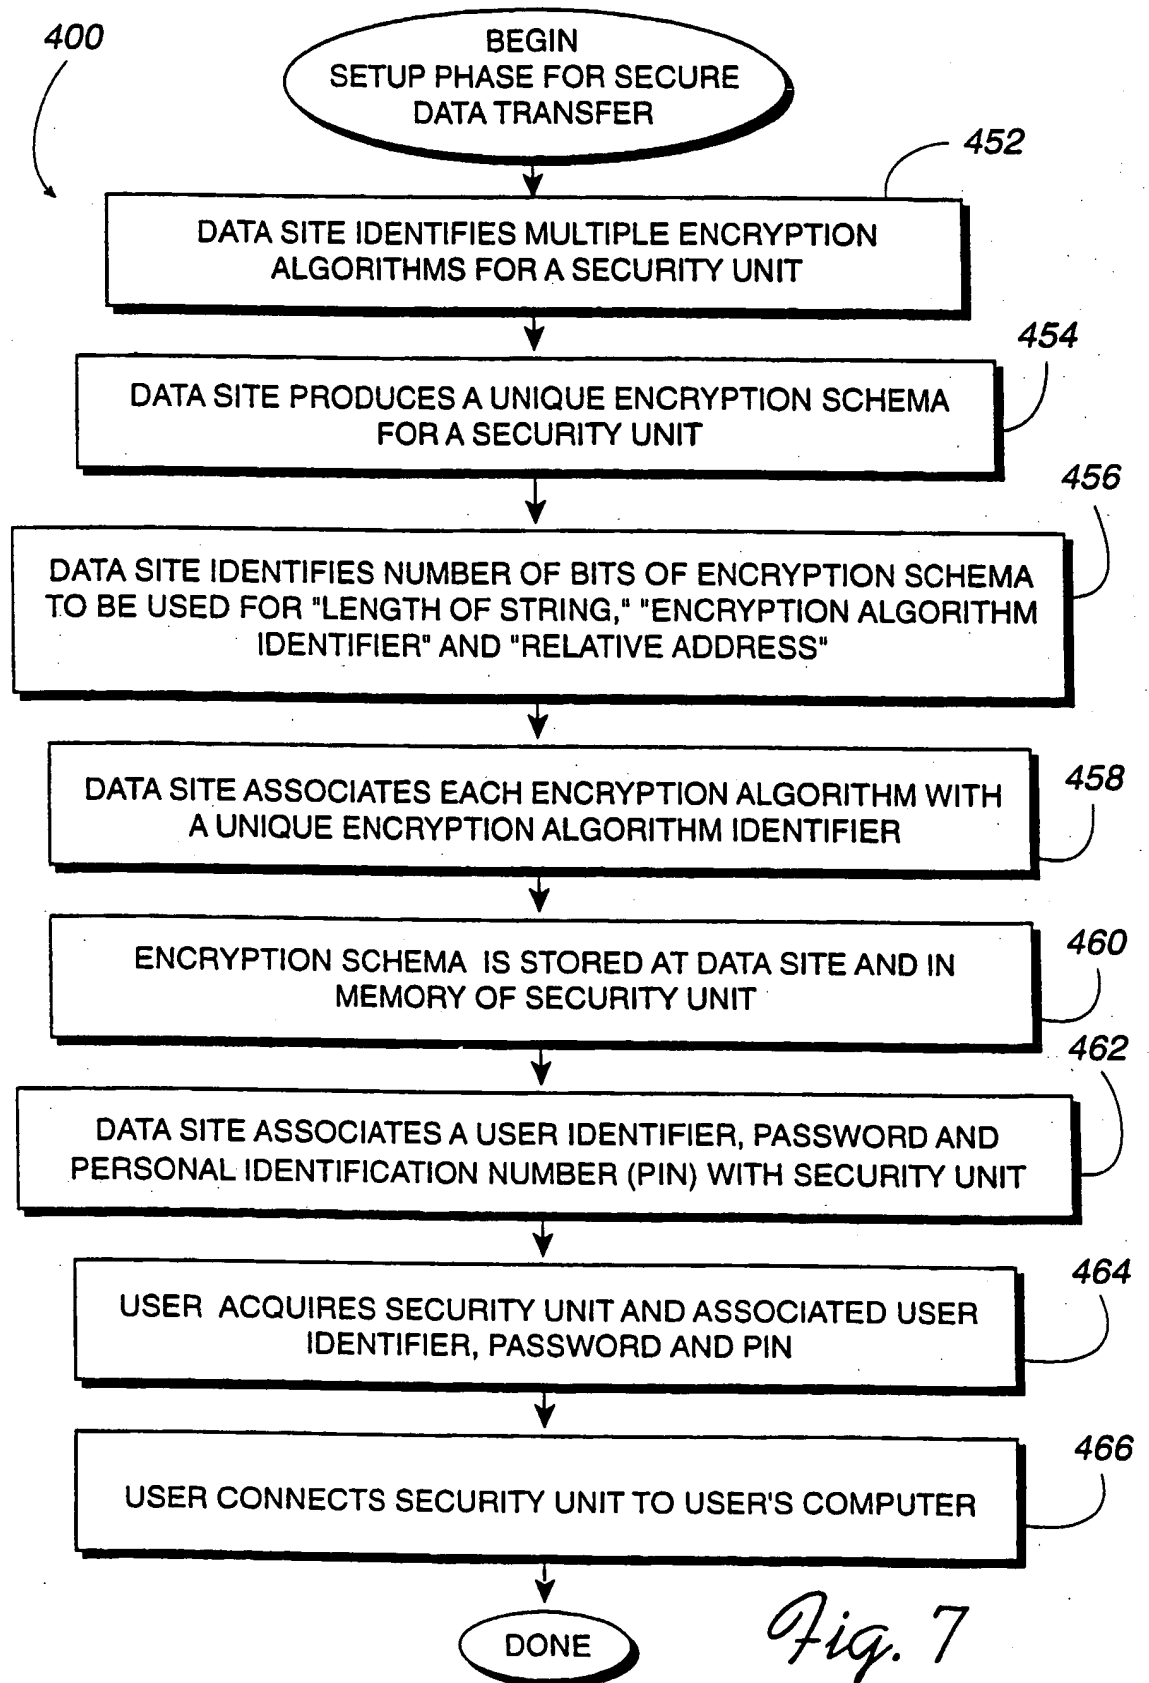 400
BEGIN
SETUP PHASE FOR SECURE
DATA TRANSFER
452
DATA SITE IDENTIFIES MULTIPLE ENCRYPTION
ALGORITHMS FOR A SECURITY UNIT
454
DATA SITE PRODUCES A UNIQUE ENCRYPTION SCHEMA
FOR A SECURITY UNIT
456
DATA SITE IDENTIFIES NUMBER OF BITS OF ENCRYPTION SCHEMA
TO BE USED FOR "LENGTH OF STRING," "ENCRYPTION ALGORITHM
IDENTIFIER" AND "RELATIVE ADDRESS"
458
DATA SITE ASSOCIATES EACH ENCRYPTION ALGORITHM WITH
A UNIQUE ENCRYPTION ALGORITHM IDENTIFIER
460
ENCRYPTION SCHEMA IS STORED AT DATA SITE AND IN
MEMORY OF SECURITY UNIT
462
DATA SITE ASSOCIATES A USER IDENTIFIER, PASSWORD AND
PERSONAL IDENTIFICATION NUMBER (PIN) WITH SECURITY UNIT
464
USER ACQUIRES SECURITY UNIT AND ASSOCIATED USER
IDENTIFIER, PASSWORD AND PIN
466
USER CONNECTS SECURITY UNIT TO USER'S COMPUTER
DONE
Fig. 7